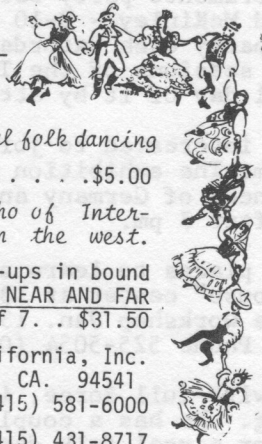 l folk dancing
. . . $5.00
no of Inter-
n the west.
-ups in bound
NEAR AND FAR
f 7. . $31.50
ifornia, Inc.
CA. 94541
415) 581-6000
415) 431-8717